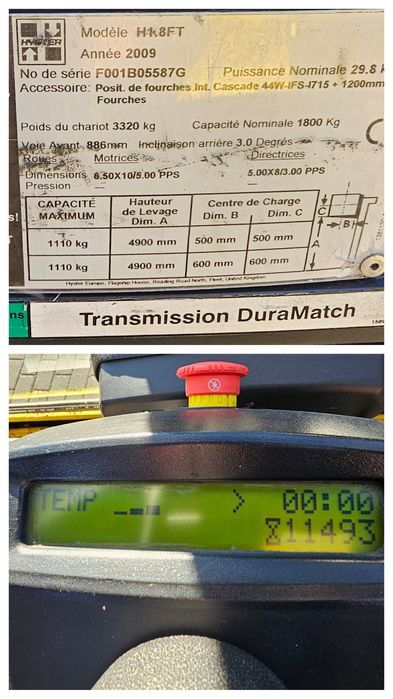 HYSTER
Modèle H1.8FT
Année 2009
No de série F001B05587G Puissance Nominale 29.8 k
Accessoire: Posit. de fourches Int. Cascade 44W-IFS-I715 + 1200mm
Fourches
Poids du chariot 3320 kg Capacité Nominale 1800 Kg
Voie Avant 886mm Inclinaison arrière 3.0 Degrés
Roues Motrices Directrices
Dimensions 6.50X10/5.00 PPS 5.00X8/3.00 PPS
Pression
CAPACITÉ MAXIMUM Hauteur de Levage Dim. A Centre de Charge Dim. B Dim. C
1110 kg 4900 mm 500 mm 500 mm
1110 kg 4900 mm 600 mm 600 mm
C
A
B
Hyster Europe, Flagship House, Reading Road North, Fleet, United Kingdom
ns
Transmission DuraMatch
TEMP > 00:00
11493